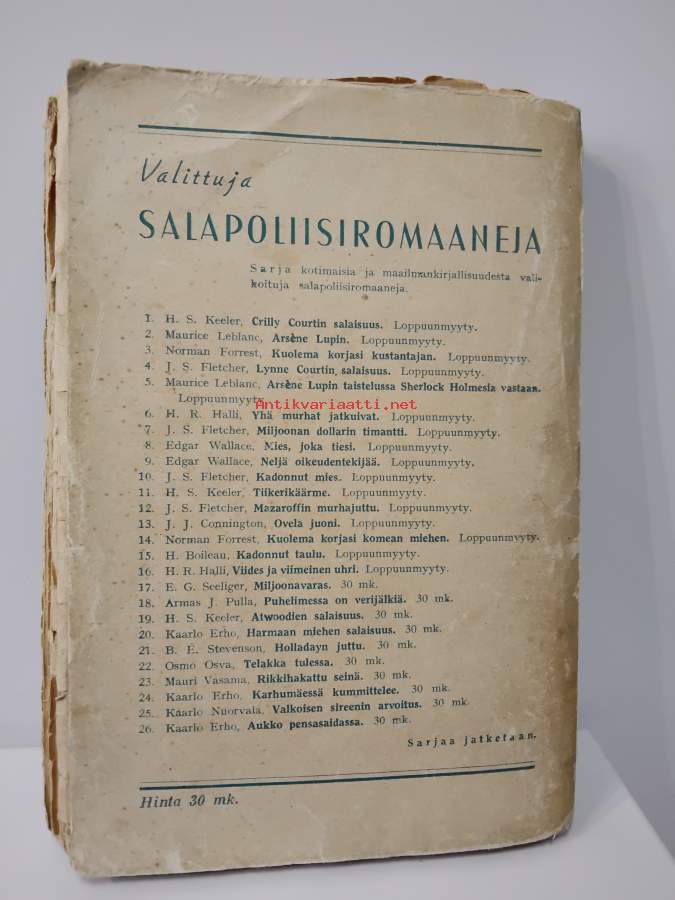 Valittuja
SALAPOLIISIROMAANEJA
Sarja kotimaisia ja maailmankirjallisuudesta vali-
koituja salapoliisiromaaneja.
1. H. S. Keeler, Crilly Courtin salaisuus. Loppuunmyyty.
2. Maurice Leblanc, Arsène Lupin. Loppuunmyyty.
3. Norman Forrest, Kuolema korjasi kustantajan. Loppuunmyyty.
4. J. S. Fletcher, Lynne Courtin salaisuus. Loppuunmyyty.
5. Maurice Leblanc, Arsène Lupin taistelussa Sherlock Holmesia vastaan.
Loppuunmyyty.
Antikvariaatti.net
6. H. R. Halli, Yhä murhat jatkuivat. Loppuunmyyty.
7. J. S. Fletcher, Miljoonan dollarin timantti. Loppuunmyyty.
8. Edgar Wallace, Mies, joka tiesi. Loppuunmyyty.
9. Edgar Wallace, Neljä oikeudentekijää. Loppuunmyyty.
10. J. S. Fletcher, Kadonnut mies. Loppuunmyyty.
11. H. S. Keeler, Tiikerikäärme. Loppuunmyyty.
12. J. S. Fletcher, Mazaroffin murhajuttu. Loppuunmyyty.
13. J. J. Connington, Ovela juoni. Loppuunmyyty.
14. Norman Forrest, Kuolema korjasi komean miehen. Loppuunmyyty.
15. H. Boileau, Kadonnut taulu. Loppuunmyyty.
16. H. R. Halli, Viides ja viimeinen uhri. Loppuunmyyty.
17. E. G. Seeliger, Miljoonavaras. 30 mk.
18. Armas J. Pulla, Puhelimessa on verijälkiä. 30 mk.
19. H. S. Keeler, Atwoodien salaisuus. 30 mk.
20. Kaarlo Erho, Harmaan miehen salaisuus. 30 mk.
21. B. E. Stevenson, Holladayn juttu. 30 mk.
22. Osmo Osva, Telakka tulessa. 30 mk.
23. Mauri Vasama, Rikkihakattu seinä. 30 mk.
24. Kaarlo Erho, Karhumäessä kummittelee. 30 mk.
25. Kaarlo Nuorvala, Valkoisen sireenin arvoitus. 30 mk.
26. Kaarlo Erho, Aukko pensasaidassa. 30 mk.
Sarjaa jatketaan.
Hinta 30 mk.